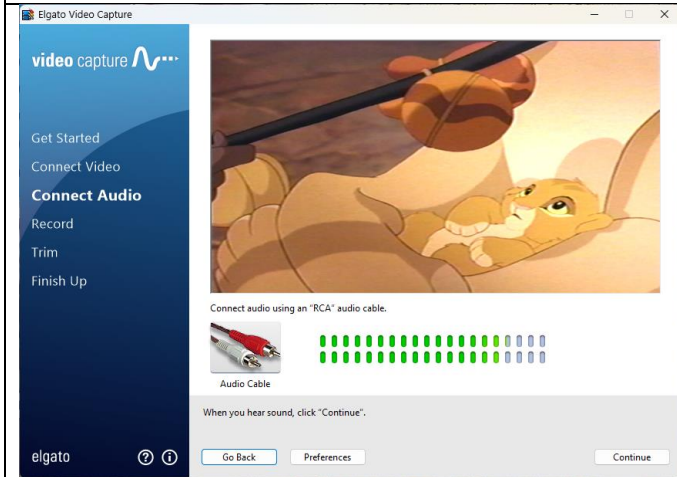 Elgato Video Capture
video capture
Get Started
Connect Video
Connect Audio
Record
Trim
Finish Up
Connect audio using an "RCA" audio cable.
Audio Cable
When you hear sound, click "Continue".
elgato ? i
Go Back Preferences Continue